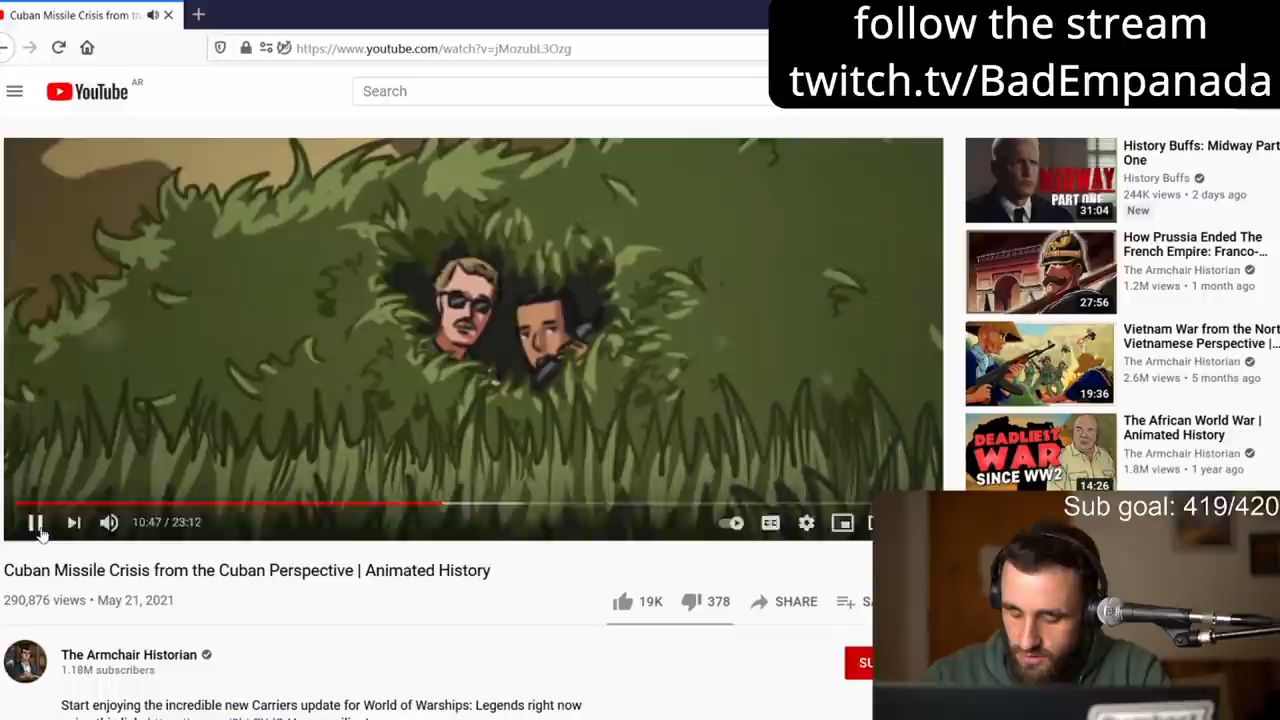 Cuban Missile Crisis from th
follow the stream
twitch.tv/BadEmpanada
https://www.youtube.com/watch?v=jMozubL3Ozg
YouTube AR
Search
History Buffs: Midway Part
One
History Buffs
244K views • 2 days ago
New
MIDWAY
PART ONE
31:04
How Prussia Ended The
French Empire: Franco-...
The Armchair Historian
1.2M views • 1 month ago
27:56
Vietnam War from the Nort
Vietnamese Perspective |...
The Armchair Historian
2.6M views • 5 months ago
19:36
The African World War |
Animated History
The Armchair Historian
1.8M views • 1 year ago
DEADLIEST
WAR
SINCE WW2
14:26
Sub goal: 419/420
10:47 / 23:12
CC
Cuban Missile Crisis from the Cuban Perspective | Animated History
290,876 views • May 21, 2021
19K
378
SHARE
SA
The Armchair Historian
1.18M subscribers
SU
Start enjoying the incredible new Carriers update for World of Warships: Legends right now